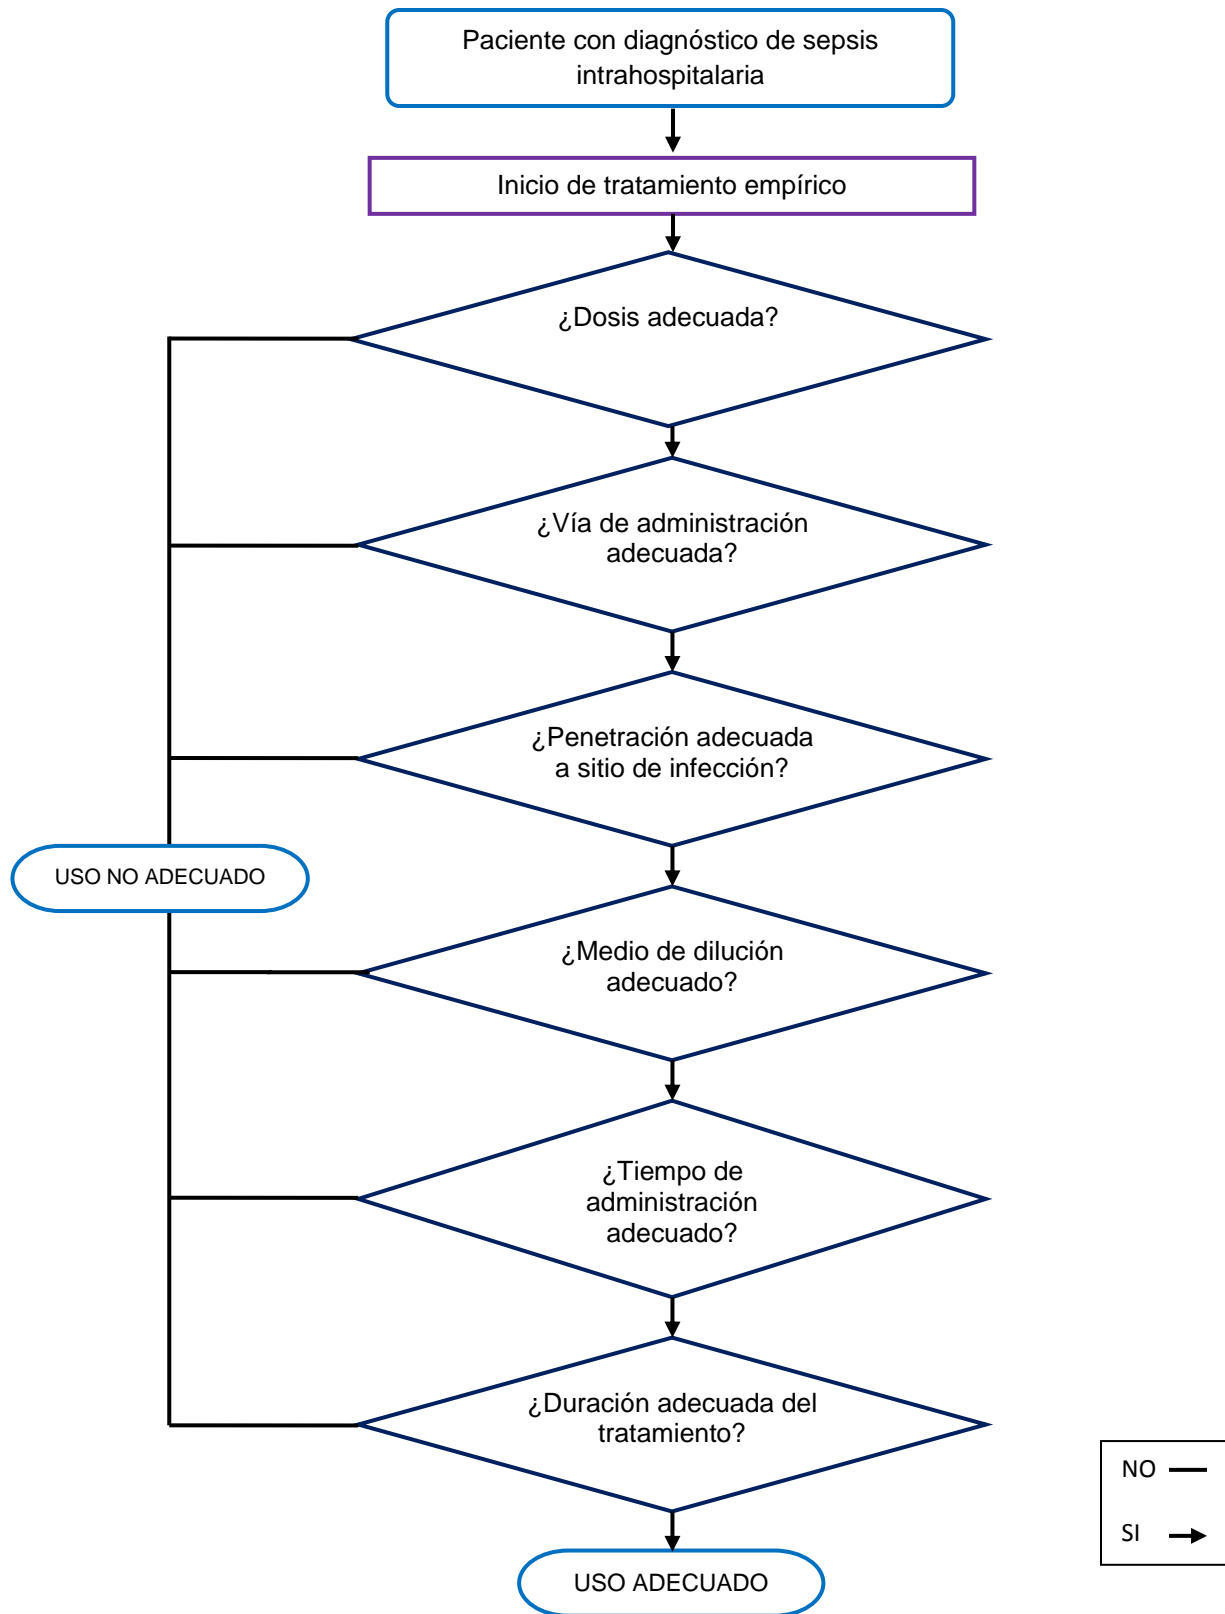 Paciente con diagnóstico de sepsis
intrahospitalaria
Inicio de tratamiento empírico
¿Dosis adecuada?
¿Vía de administración
adecuada?
¿Penetración adecuada
a sitio de infección?
USO NO ADECUADO
¿Medio de dilución
adecuado?
¿Tiempo de
administración
adecuado?
¿Duración adecuada del
tratamiento?
NO
SI
USO ADECUADO